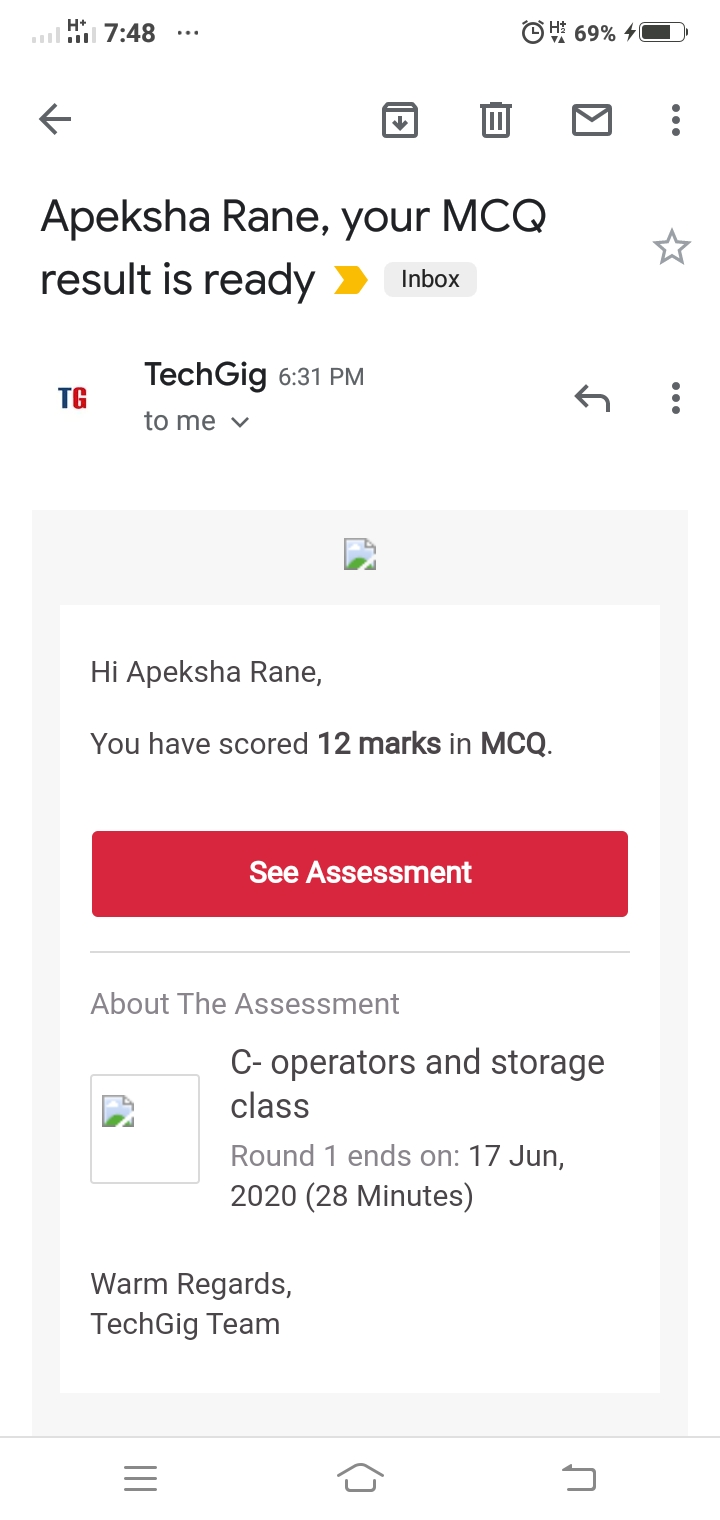 H+ 7:48 ... H+ 69%
Apeksha Rane, your MCQ
result is ready Inbox
TG
TechGig 6:31 PM
to me
Hi Apeksha Rane,
You have scored 12 marks in MCQ.
See Assessment
About The Assessment
C- operators and storage
class
Round 1 ends on: 17 Jun,
2020 (28 Minutes)
Warm Regards,
TechGig Team